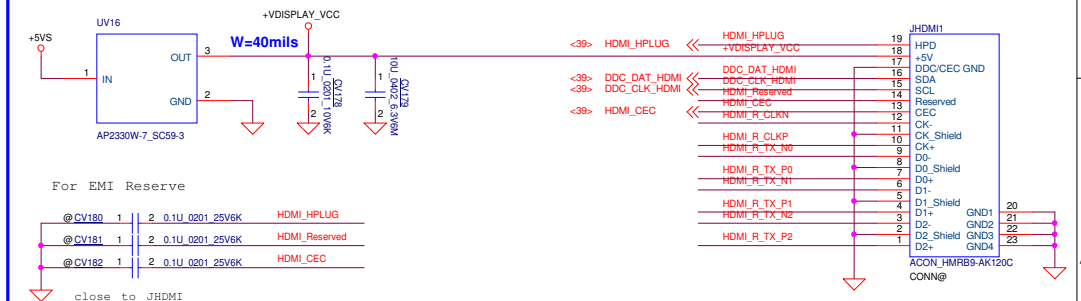 UV16
+5VS
1
IN
OUT
3
GND
2
AP2330W-7_SC59-3
+VDISPLAY_VCC
W=40mils
1
2
0.1U_0201_10V6K
CV178
1
2
10U_0402_6.3V6M
CV179
<39> HDMI_HPLUG
HDMI_HPLUG
+VDISPLAY_VCC
<39> DDC_DAT_HDMI
DDC_DAT_HDMI
<39> DDC_CLK_HDMI
DDC_CLK_HDMI
HDMI_Reserved
<39> HDMI_CEC
HDMI_CEC
HDMI_R_CLKN
HDMI_R_CLKP
HDMI_R_TX_N0
HDMI_R_TX_P0
HDMI_R_TX_N1
HDMI_R_TX_P1
HDMI_R_TX_N2
HDMI_R_TX_P2
JHDMI1
19 HPD
18 +5V
17 DDC/CEC GND
16 SDA
15 SCL
14 Reserved
13 CEC
12 CK-
11 CK_Shield
10 CK+
9 D0-
8 D0_Shield
7 D0+
6 D1-
5 D1_Shield
4 D1+
3 D2-
2 D2_Shield
1 D2+
GND1 20
GND2 21
GND3 22
GND4 23
ACON_HMRB9-AK120C
CONN@
For EMI Reserve
@ CV180 1 2 0.1U_0201_25V6K HDMI_HPLUG
@ CV181 1 2 0.1U_0201_25V6K HDMI_Reserved
@ CV182 1 2 0.1U_0201_25V6K HDMI_CEC
close to JHDMI